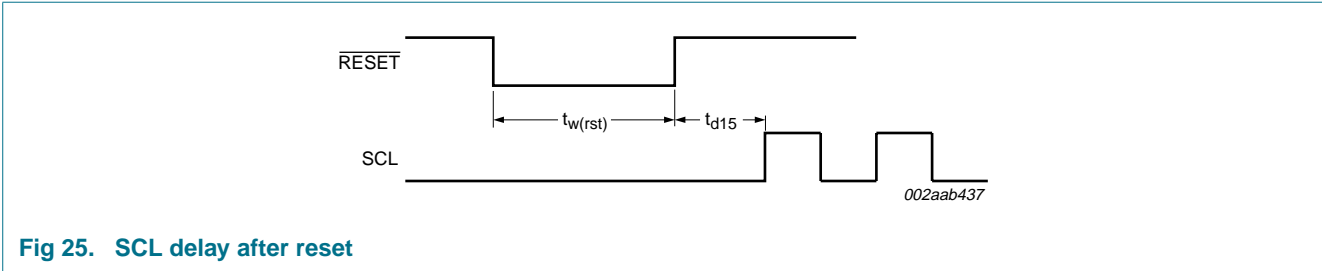 RESET
tw(rst)
td15
SCL
002aab437
Fig 25. SCL delay after reset